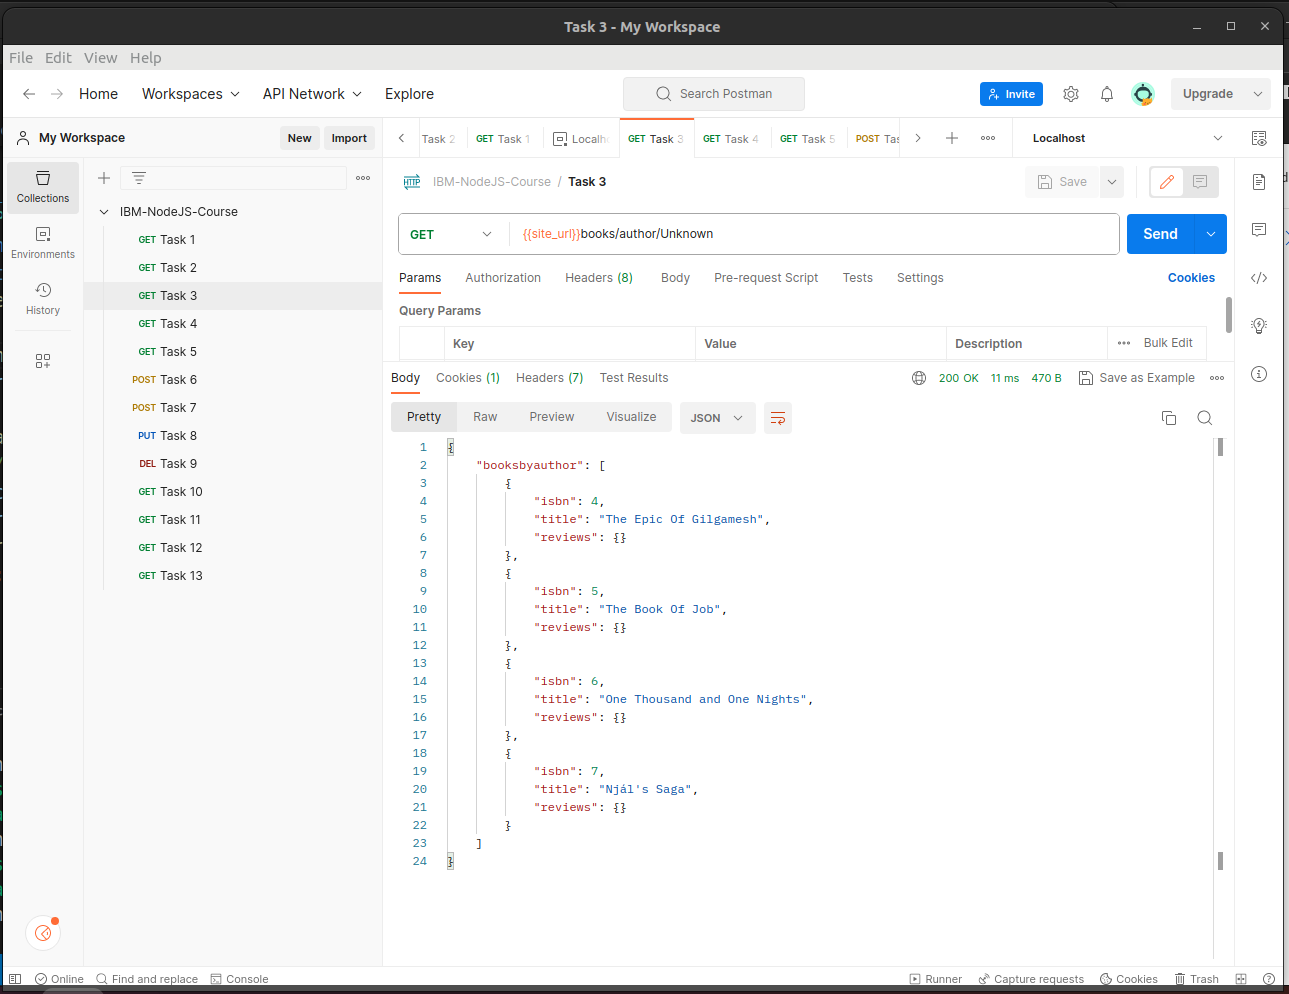 Task 3 - My Workspace
File Edit View Help
Home Workspaces API Network Explore Search Postman Invite Upgrade
My Workspace New Import Task 2 GET Task 1 GET Task 3 GET Task 4 GET Task 5 POST Localhost
Collections
Environments
History
IBM-NodeJS-Course
GET Task 1
GET Task 2
GET Task 3
GET Task 4
GET Task 5
POST Task 6
POST Task 7
PUT Task 8
DEL Task 9
GET Task 10
GET Task 11
GET Task 12
GET Task 13
HTTP IBM-NodeJS-Course / Task 3 Save
GET {{site_url}}books/author/Unknown Send
Params Authorization Headers (8) Body Pre-request Script Tests Settings Cookies
Query Params
Key Value Description Bulk Edit
Body Cookies (1) Headers (7) Test Results 200 OK 11 ms 470 B Save as Example
Pretty Raw Preview Visualize JSON
1 {
2 "booksbyauthor": [
3 {
4 "isbn": 4,
5 "title": "The Epic Of Gilgamesh",
6 "reviews": {}
7 },
8 {
9 "isbn": 5,
10 "title": "The Book Of Job",
11 "reviews": {}
12 },
13 {
14 "isbn": 6,
15 "title": "One Thousand and One Nights",
16 "reviews": {}
17 },
18 {
19 "isbn": 7,
20 "title": "Njál's Saga",
21 "reviews": {}
22 }
23 ]
24 }
Online Find and replace Console Runner Capture requests Cookies Trash